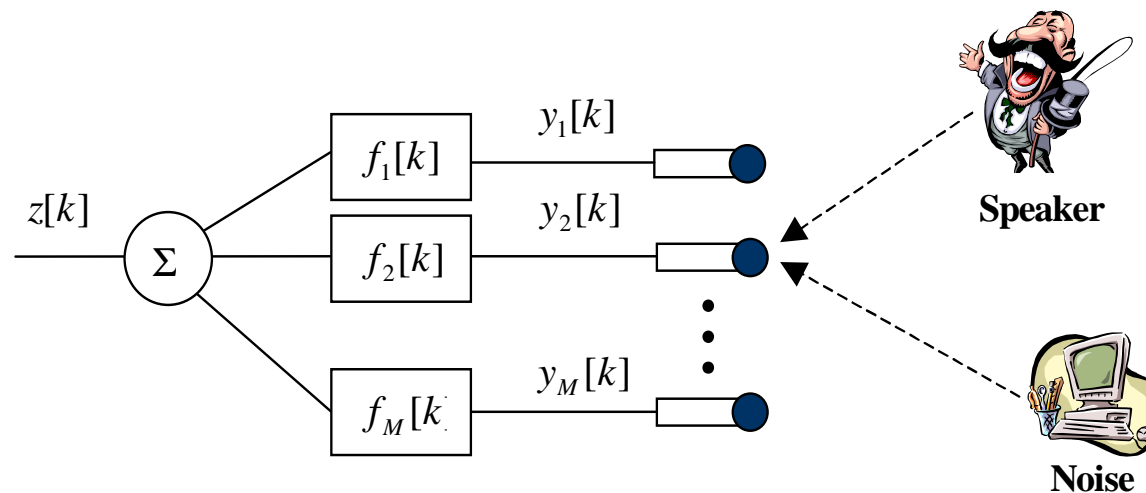 y₁[k]
f₁[k]
z[k]
y₂[k]
Speaker
Σ
f₂[k]
y_M[k]
f_M[k
Noise